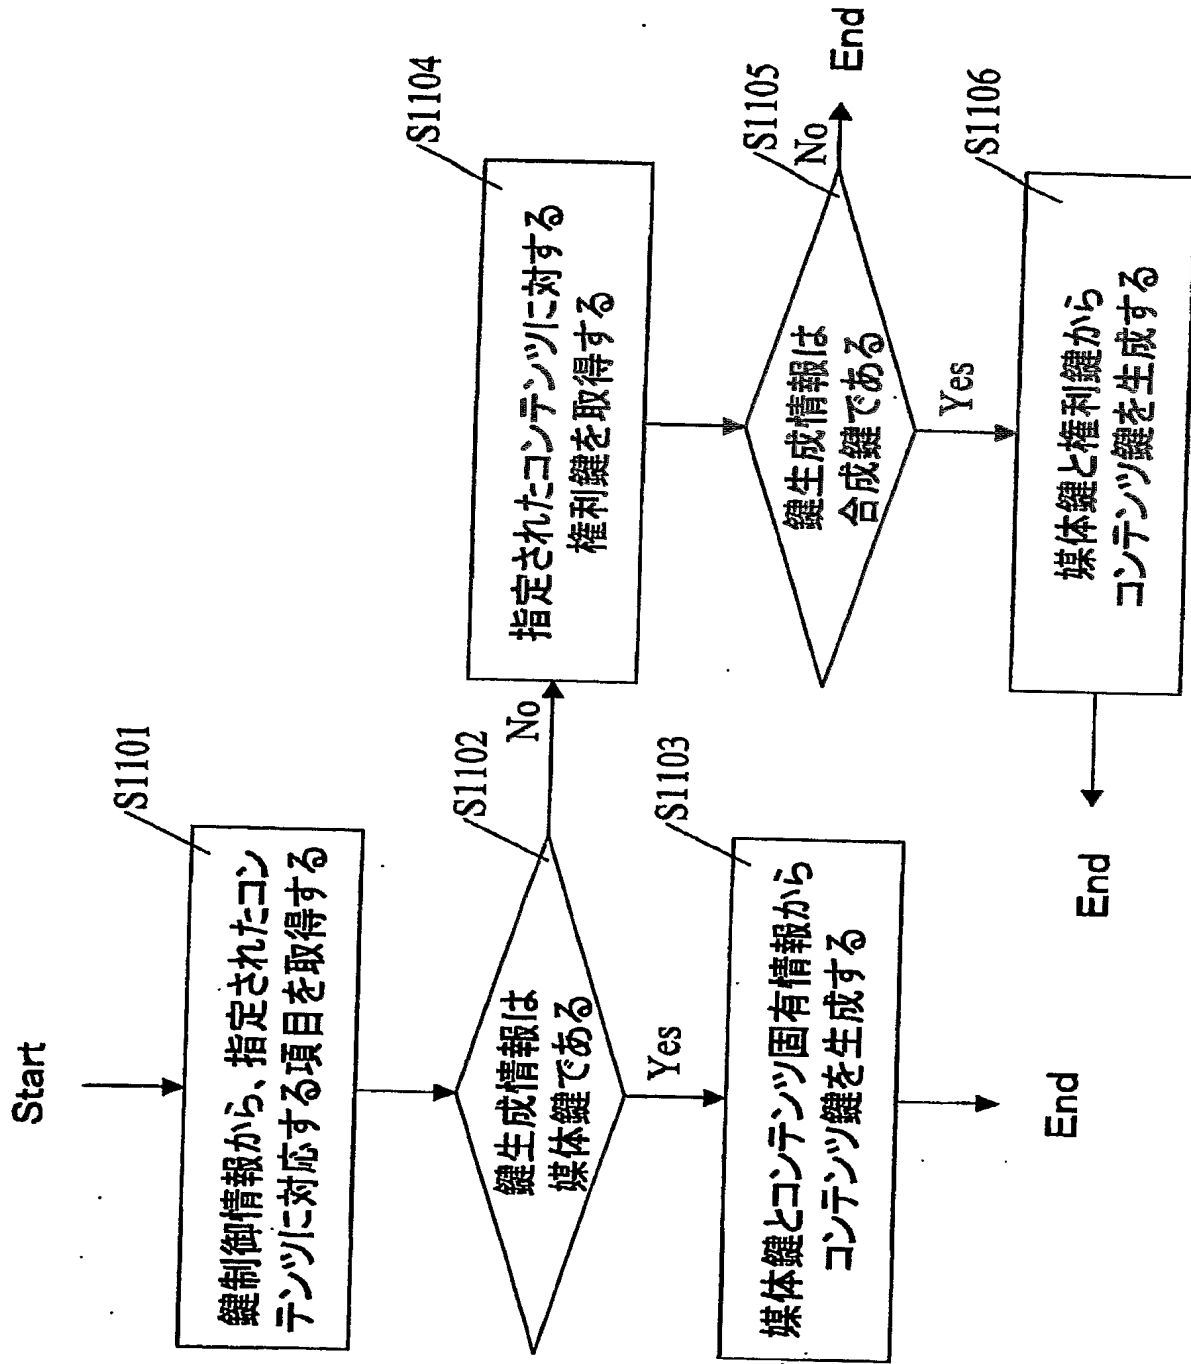 Start
S1101
鍵制御情報から、指定されたコン
テンツに対応する項目を取得する
S1102
鍵生成情報は
媒体鍵である
No
Yes
S1103
媒体鍵とコンテンツ固有情報から
コンテンツ鍵を生成する
End
S1104
指定されたコンテンツに対する
権利鍵を取得する
S1105
鍵生成情報は
合成鍵である
No
End
Yes
S1106
媒体鍵と権利鍵から
コンテンツ鍵を生成する
End